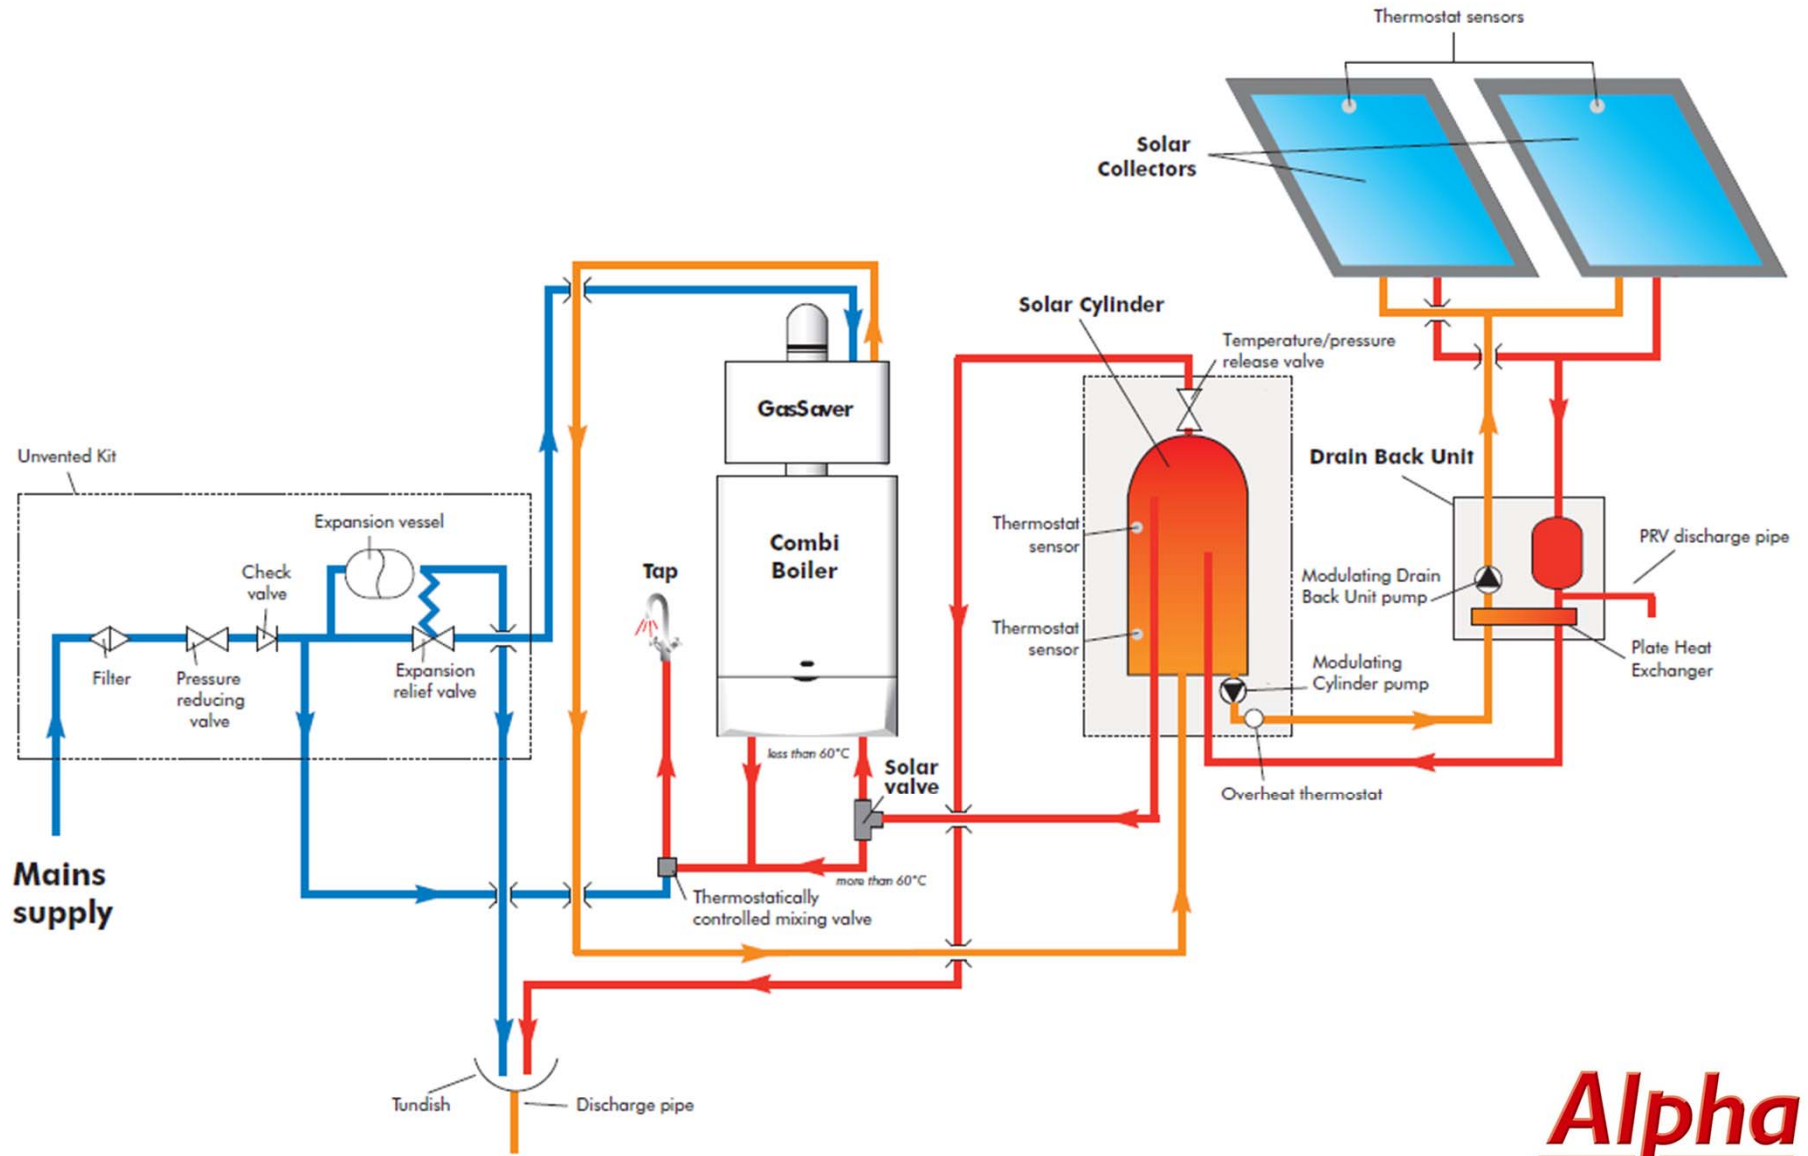 Thermostat sensors
Solar
Collectors
Solar Cylinder
Temperature/pressure
release valve
GasSaver
Unvented Kit
Drain Back Unit
Expansion vessel
Thermostat
sensor
PRV discharge pipe
Combi
Boiler
Check
valve
Tap
Modulating Drain
Back Unit pump
Thermostat
sensor
Plate Heat
Exchanger
Filter
Pressure
reducing
valve
Expansion
relief valve
Modulating
Cylinder pump
less than 60°C
Solar
valve
Overheat thermostat
Mains
supply
more than 60°C
Thermostatically
controlled mixing valve
Tundish
Discharge pipe
Alpha